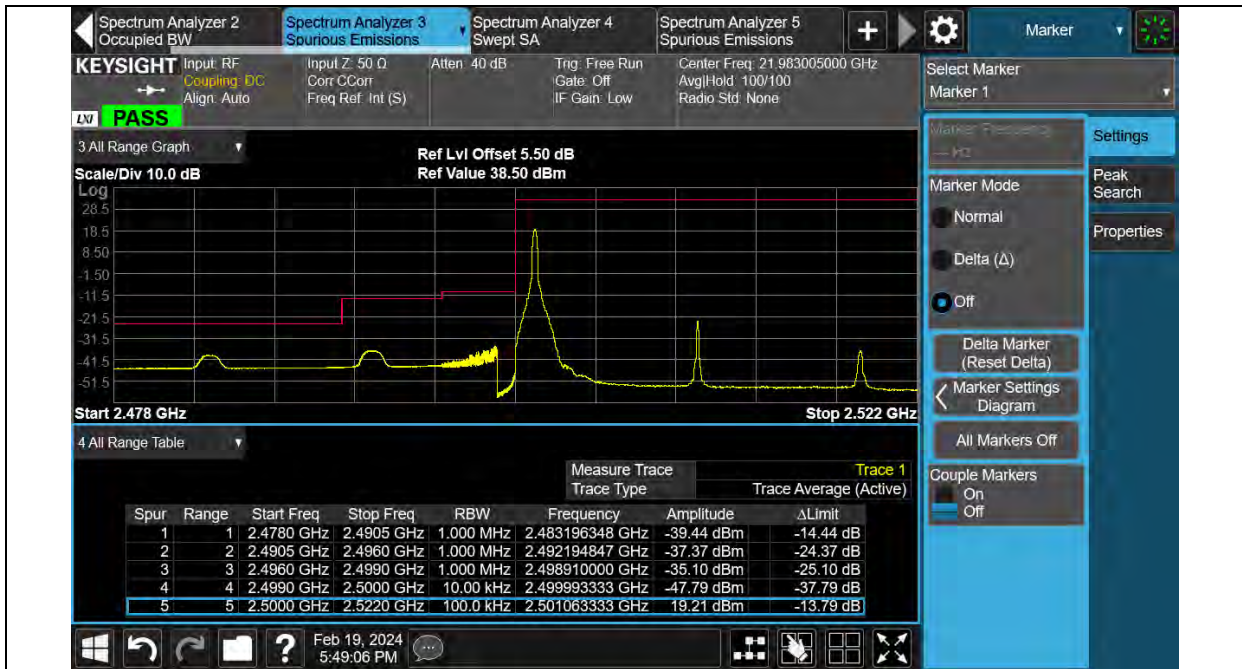 Spectrum Analyzer 2
Occupied BW
Spectrum Analyzer 3
Spurious Emissions
Spectrum Analyzer 4
Swept SA
Spectrum Analyzer 5
Spurious Emissions
+
Marker
KEYSIGHT
Input: RF
Coupling: DC
Align: Auto
Input Z: 50 Ω
Corr CCorr
Freq Ref: Int (S)
Atten: 40 dB
Trig: Free Run
Gate: Off
IF Gain: Low
Center Freq: 21.983005000 GHz
Avg|Hold: 100/100
Radio Std: None
LXI PASS
3 All Range Graph
Scale/Div 10.0 dB
Ref Lvl Offset 5.50 dB
Ref Value 38.50 dBm
Log
28.5
18.5
8.50
-1.50
-11.5
-21.5
-31.5
-41.5
-51.5
Start 2.478 GHz
Stop 2.522 GHz
4 All Range Table
Measure Trace Trace 1
Trace Type Trace Average (Active)
Spur Range Start Freq Stop Freq RBW Frequency Amplitude ΔLimit
1 1 2.4780 GHz 2.4905 GHz 1.000 MHz 2.483196348 GHz -39.44 dBm -14.44 dB
2 2 2.4905 GHz 2.4960 GHz 1.000 MHz 2.492194847 GHz -37.37 dBm -24.37 dB
3 3 2.4960 GHz 2.4990 GHz 1.000 MHz 2.498910000 GHz -35.10 dBm -25.10 dB
4 4 2.4990 GHz 2.5000 GHz 10.00 kHz 2.499993333 GHz -47.79 dBm -37.79 dB
5 5 2.5000 GHz 2.5220 GHz 100.0 kHz 2.501063333 GHz 19.21 dBm -13.79 dB
?
Feb 19, 2024
5:49:06 PM
Select Marker
Marker 1
Marker Frequency
--- Hz
Settings
Peak
Search
Properties
Marker Mode
Normal
Delta (Δ)
Off
Delta Marker
(Reset Delta)
Marker Settings
Diagram
All Markers Off
Couple Markers
On
Off